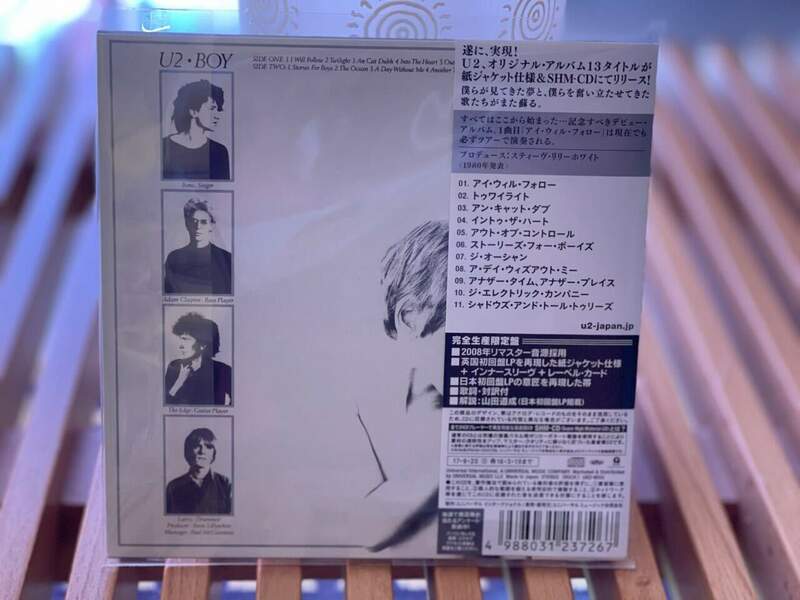 U2 • BOY
SIDE ONE: 1 I Will Follow 2 Twilight 3 An Cat Dubh 4 Into The Heart 5 Out
SIDE TWO: 1 Stories For Boys 2 The Ocean 3 A Day Without Me 4 Another
Bono, Singer
Adam Clayton, Bass Player
The Edge, Guitar Player
Larry, Drummer
Producer: Steve Lillywhite
Manager: Paul McGuinness
遂に、実現!
U2、オリジナル・アルバム13タイトルが
紙ジャケット仕様&SHM-CDにてリリース!
僕らが見てきた夢と、僕らを奮い立たせてきた
歌たちがまた蘇る。
すべてはここから始まった…記念すべきデビュー・
アルバム。1曲目「アイ・ウィル・フォロー」は現在でも
必ずツアーで演奏される。
プロデュース:スティーヴ・リリーホワイト
(1980年発表)
01. アイ・ウィル・フォロー
02. トゥワイライト
03. アン・キャット・ダブ
04. イントゥ・ザ・ハート
05. アウト・オブ・コントロール
06. ストーリーズ・フォー・ボーイズ
07. ジ・オーシャン
08. ア・デイ・ウィズアウト・ミー
09. アナザー・タイム、アナザー・プレイス
10. ジ・エレクトリック・カンパニー
11. シャドウズ・アンド・トール・トゥリーズ
u2-japan.jp
完全生産限定盤
■2008年リマスター音源採用
■英国初回盤LPを再現した紙ジャケット仕様
+ インナースリーヴ + レーベル・カード
■日本初回盤LPの意匠を再現した帯
■歌詞・対訳付
■解説:山田道成(日本初回盤LP掲載)
4 988031 237267